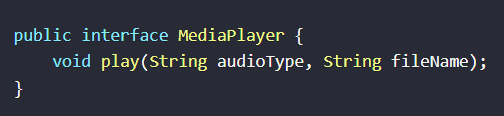 public interface MediaPlayer {
    void play(String audioType, String fileName);
}